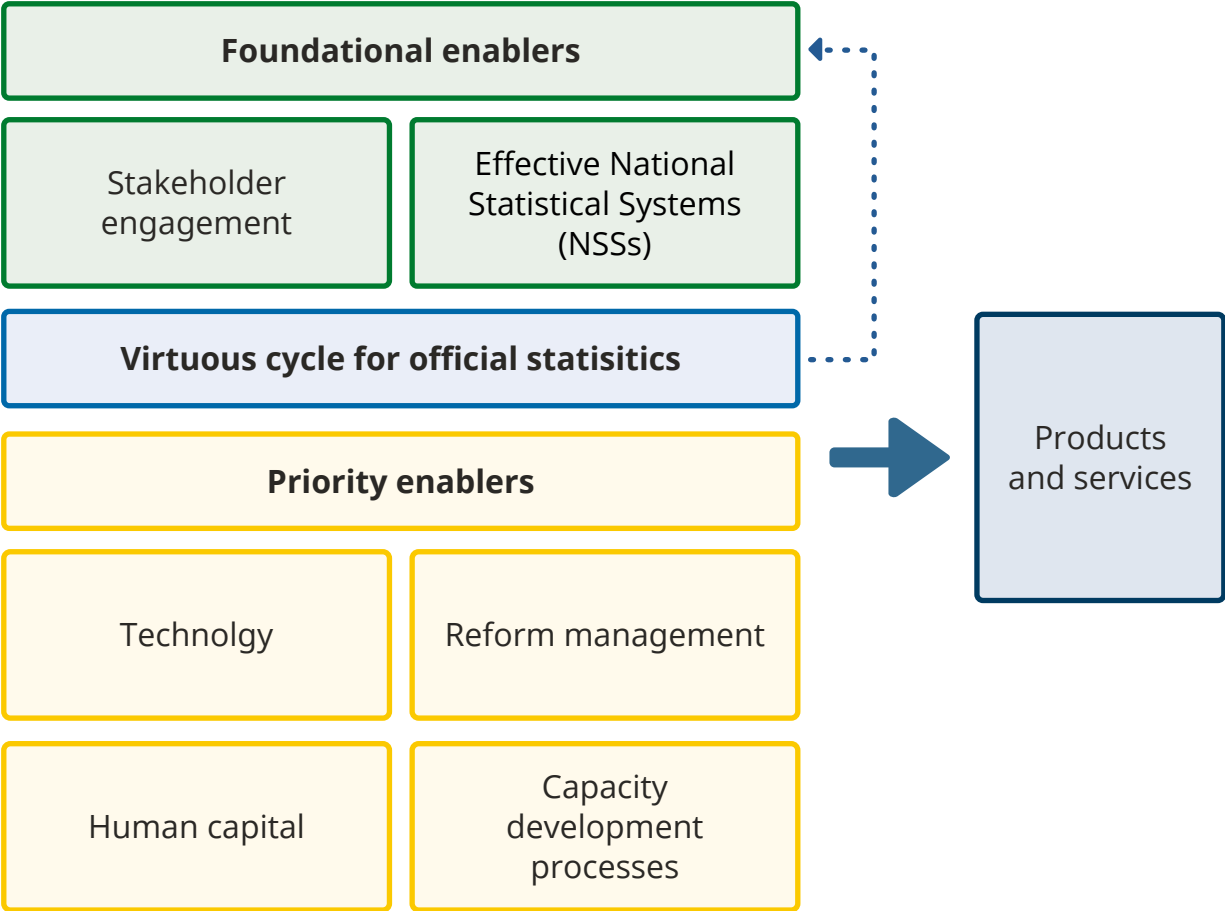 Foundational enablers
Stakeholder
engagement
Effective National
Statistical Systems
(NSSs)
Virtuous cycle for official statisitics
Priority enablers
Products
and services
Technolgy
Reform management
Human capital
Capacity
development
processes